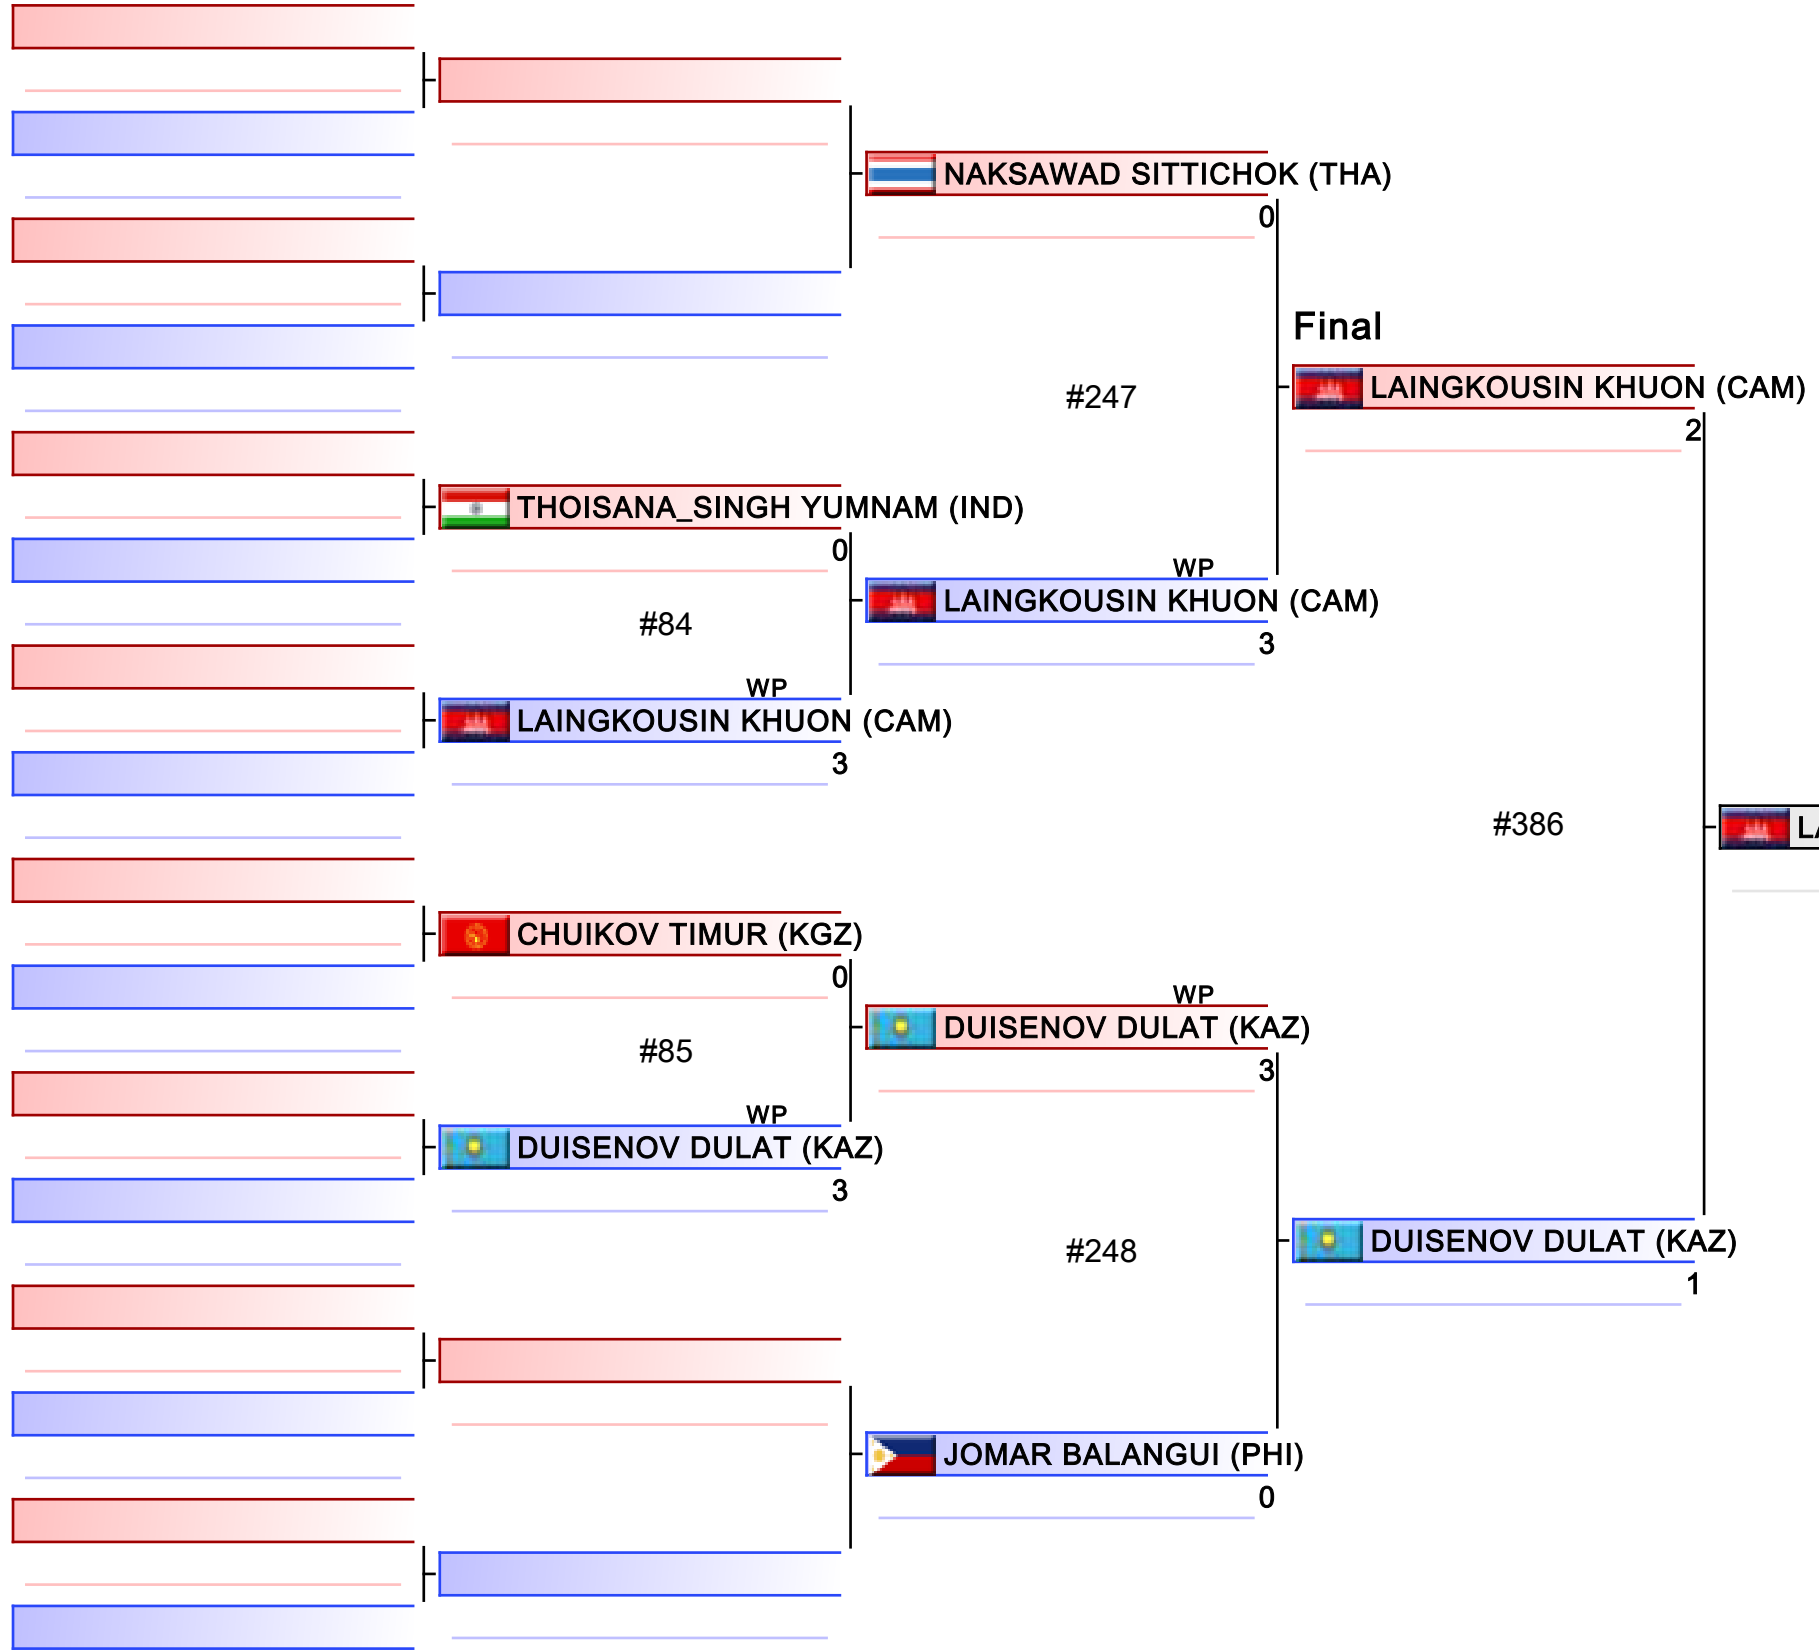 NAKSAWAD SITTICHOK (THA)
0
Final
#247
LAINGKOUSIN KHUON (CAM)
2
THOISANA_SINGH YUMNAM (IND)
0
WP
LAINGKOUSIN KHUON (CAM)
3
#84
WP
LAINGKOUSIN KHUON (CAM)
3
#386
LA
CHUIKOV TIMUR (KGZ)
0
WP
DUISENOV DULAT (KAZ)
3
#85
WP
DUISENOV DULAT (KAZ)
3
#248
DUISENOV DULAT (KAZ)
1
JOMAR BALANGUI (PHI)
0